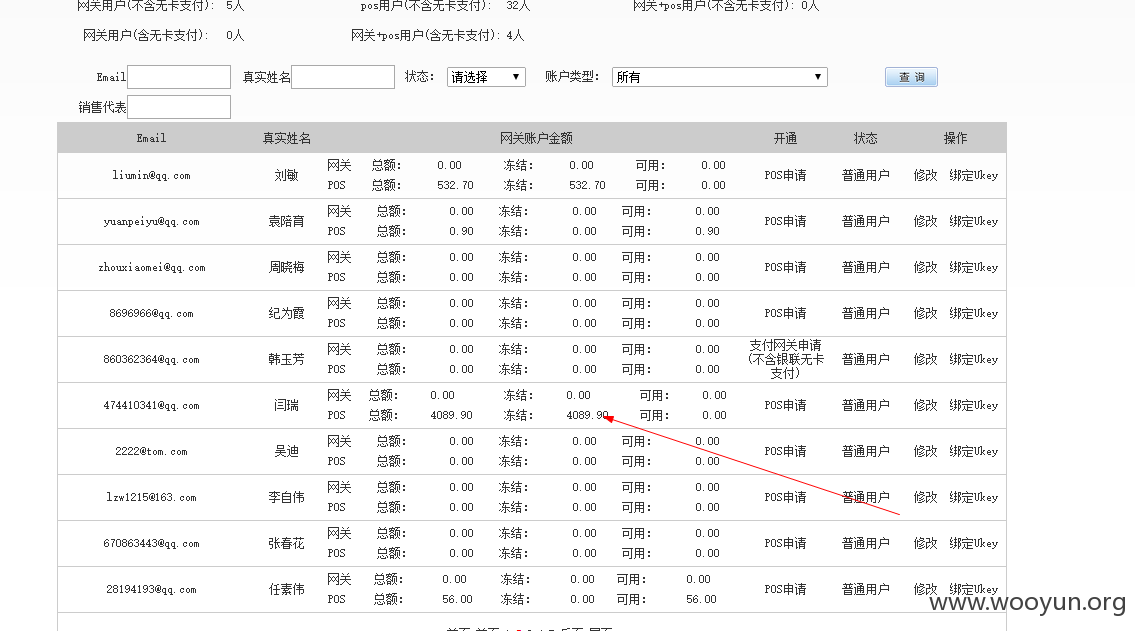 网关用户(不含无卡支付): 5人 pos用户(不含无卡支付): 32人 网关+pos用户(不含无卡支付): 0人
网关用户(含无卡支付): 0人 网关+pos用户(含无卡支付): 4人
Email 真实姓名 状态: 请选择 账户类型: 所有 查 询
销售代表
Email 真实姓名 网关账户金额 开通 状态 操作
网关 总额: 0.00 冻结: 0.00 可用: 0.00
liumin@qq.com 刘敏 POS申请 普通用户 修改 绑定Ukey
POS 总额: 532.70 冻结: 532.70 可用: 0.00
网关 总额: 0.00 冻结: 0.00 可用: 0.00
yuanpeiyu@qq.com 袁陪育 POS申请 普通用户 修改 绑定Ukey
POS 总额: 0.90 冻结: 0.00 可用: 0.90
网关 总额: 0.00 冻结: 0.00 可用: 0.00
zhouxiaomei@qq.com 周晓梅 POS申请 普通用户 修改 绑定Ukey
POS 总额: 0.00 冻结: 0.00 可用: 0.00
网关 总额: 0.00 冻结: 0.00 可用: 0.00
8696966@qq.com 纪为霞 POS申请 普通用户 修改 绑定Ukey
POS 总额: 0.00 冻结: 0.00 可用: 0.00
网关 总额: 0.00 冻结: 0.00 可用: 0.00 支付网关申请
860362364@qq.com 韩玉芳 (不含银联无卡 普通用户 修改 绑定Ukey
POS 总额: 0.00 冻结: 0.00 可用: 0.00 支付)
网关 总额: 0.00 冻结: 0.00 可用: 0.00
474410341@qq.com 闫瑞 POS申请 普通用户 修改 绑定Ukey
POS 总额: 4089.90 冻结: 4089.90 可用: 0.00
网关 总额: 0.00 冻结: 0.00 可用: 0.00
2222@tom.com 吴迪 POS申请 普通用户 修改 绑定Ukey
POS 总额: 0.00 冻结: 0.00 可用: 0.00
网关 总额: 0.00 冻结: 0.00 可用: 0.00
lzw1215@163.com 李自伟 POS申请 普通用户 修改 绑定Ukey
POS 总额: 0.00 冻结: 0.00 可用: 0.00
网关 总额: 0.00 冻结: 0.00 可用: 0.00
670863443@qq.com 张春花 POS申请 普通用户 修改 绑定Ukey
POS 总额: 0.00 冻结: 0.00 可用: 0.00
网关 总额: 0.00 冻结: 0.00 可用: 0.00
28194193@qq.com 任素伟 POS申请 普通用户 修改 绑定Ukey
POS 总额: 56.00 冻结: 0.00 可用: 56.00
www.wooyun.org